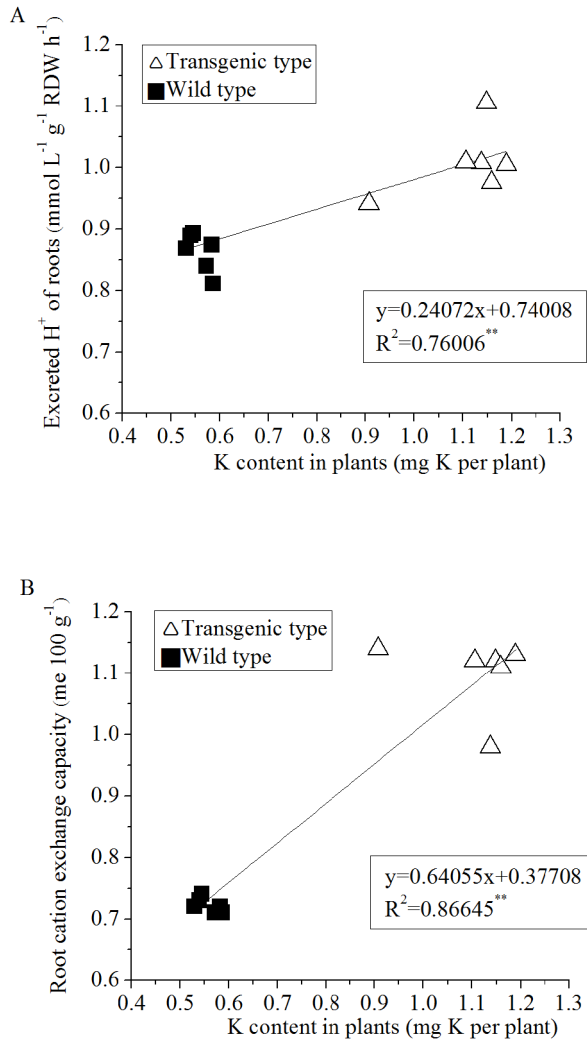 A
Excreted H⁺ of roots (mmol L⁻¹ g⁻¹ RDW h⁻¹)
1.2
1.1
1.0
0.9
0.8
0.7
0.6
Transgenic type
Wild type
y=0.24072x+0.74008
R²=0.76006**
0.4 0.5 0.6 0.7 0.8 0.9 1.0 1.1 1.2 1.3
K content in plants (mg K per plant)
B
Root cation exchange capacity (me 100 g⁻¹)
1.2
1.1
1.0
0.9
0.8
0.7
0.6
Transgenic type
Wild type
y=0.64055x+0.37708
R²=0.86645**
0.4 0.5 0.6 0.7 0.8 0.9 1.0 1.1 1.2 1.3
K content in plants (mg K per plant)